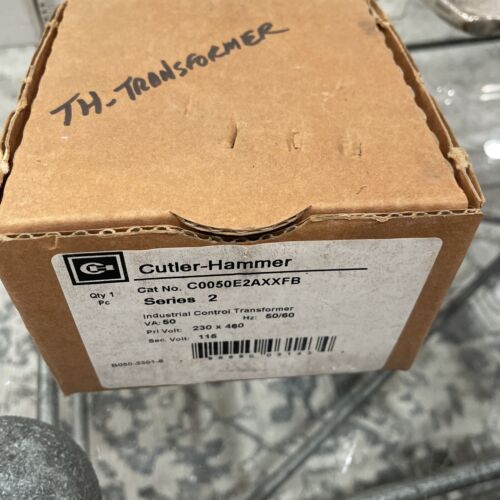 TH-TRANSFORMER
Cutler-Hammer
Cat No. C0050E2AXXFB
Series 2
Qty 1
Pc
Industrial Control Transformer
VA: 50 Hz: 50/60
Pri Volt: 230 x 460
Sec. Volt: 115